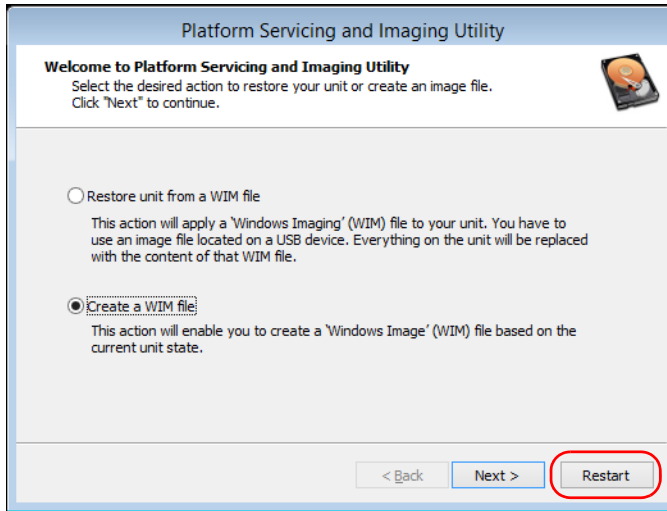 Platform Servicing and Imaging Utility
Welcome to Platform Servicing and Imaging Utility
Select the desired action to restore your unit or create an image file.
Click "Next" to continue.
Restore unit from a WIM file
This action will apply a 'Windows Imaging' (WIM) file to your unit. You have to
use an image file located on a USB device. Everything on the unit will be replaced
with the content of that WIM file.
Create a WIM file
This action will enable you to create a 'Windows Image' (WIM) file based on the
current unit state.
< Back Next > Restart